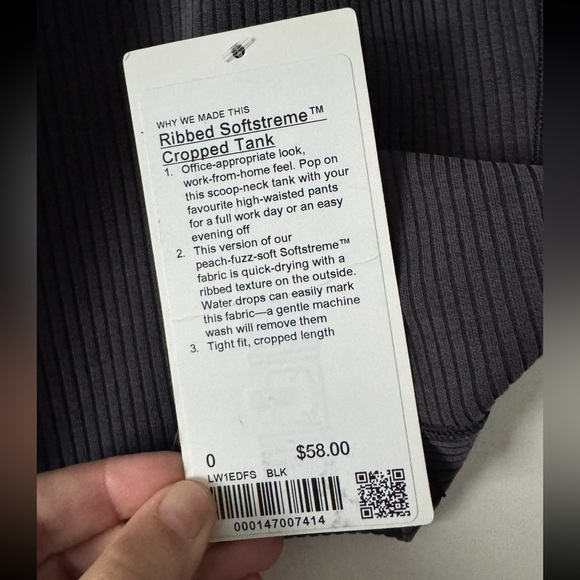 WHY WE MADE THIS
Ribbed Softstreme™
Cropped Tank
1. Office-appropriate look,
work-from-home feel. Pop on
this scoop-neck tank with your
favourite high-waisted pants
for a full work day or an easy
evening off
2. This version of our
peach-fuzz-soft Softstreme™
fabric is quick-drying with a
ribbed texture on the outside.
Water drops can easily mark
this fabric—a gentle machine
wash will remove them
3. Tight fit, cropped length
0 $58.00
LW1EDFS BLK
000147007414